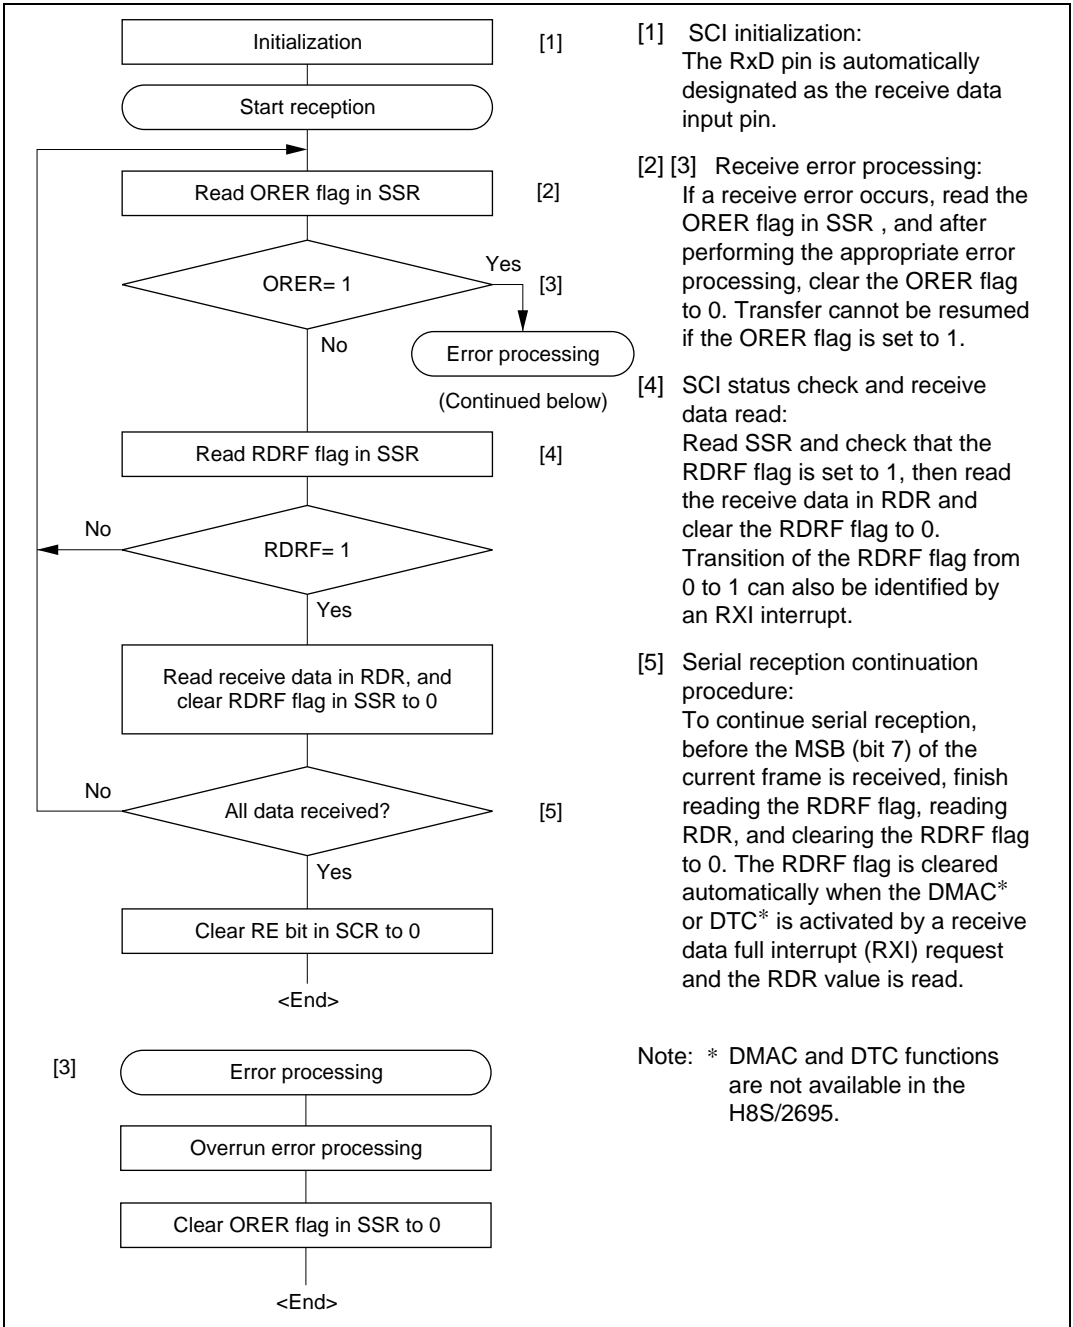 Initialization [1]
Start reception
Read ORER flag in SSR [2]
ORER= 1
Yes
[3]
No
Error processing
(Continued below)
Read RDRF flag in SSR [4]
No
RDRF= 1
Yes
Read receive data in RDR, and
clear RDRF flag in SSR to 0
No
All data received? [5]
Yes
Clear RE bit in SCR to 0
<End>
[3] Error processing
Overrun error processing
Clear ORER flag in SSR to 0
<End>
[1] SCI initialization:
The RxD pin is automatically
designated as the receive data
input pin.
[2] [3] Receive error processing:
If a receive error occurs, read the
ORER flag in SSR , and after
performing the appropriate error
processing, clear the ORER flag
to 0. Transfer cannot be resumed
if the ORER flag is set to 1.
[4] SCI status check and receive
data read:
Read SSR and check that the
RDRF flag is set to 1, then read
the receive data in RDR and
clear the RDRF flag to 0.
Transition of the RDRF flag from
0 to 1 can also be identified by
an RXI interrupt.
[5] Serial reception continuation
procedure:
To continue serial reception,
before the MSB (bit 7) of the
current frame is received, finish
reading the RDRF flag, reading
RDR, and clearing the RDRF flag
to 0. The RDRF flag is cleared
automatically when the DMAC*
or DTC* is activated by a receive
data full interrupt (RXI) request
and the RDR value is read.
Note: * DMAC and DTC functions
are not available in the
H8S/2695.